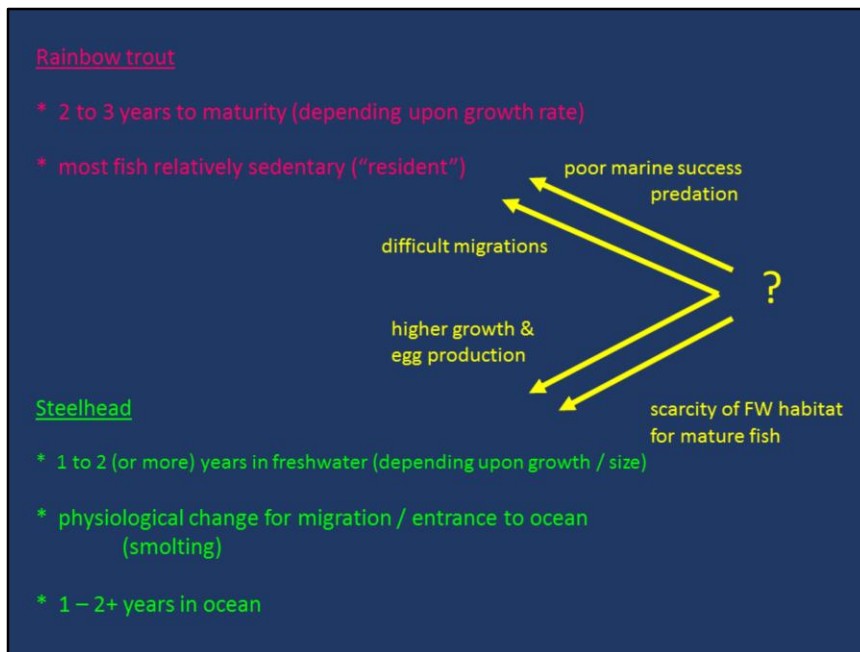 Rainbow trout
* 2 to 3 years to maturity (depending upon growth rate)
* most fish relatively sedentary (“resident”)
poor marine success
predation
difficult migrations
?
higher growth &
egg production
Steelhead
scarcity of FW habitat
for mature fish
* 1 to 2 (or more) years in freshwater (depending upon growth / size)
* physiological change for migration / entrance to ocean
(smolting)
* 1 – 2+ years in ocean